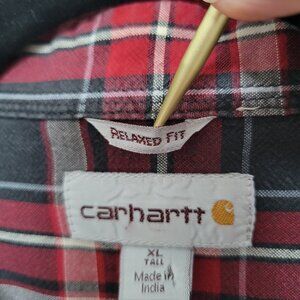 RELAXED FIT
carhartt
XL
TALL
Made in
India